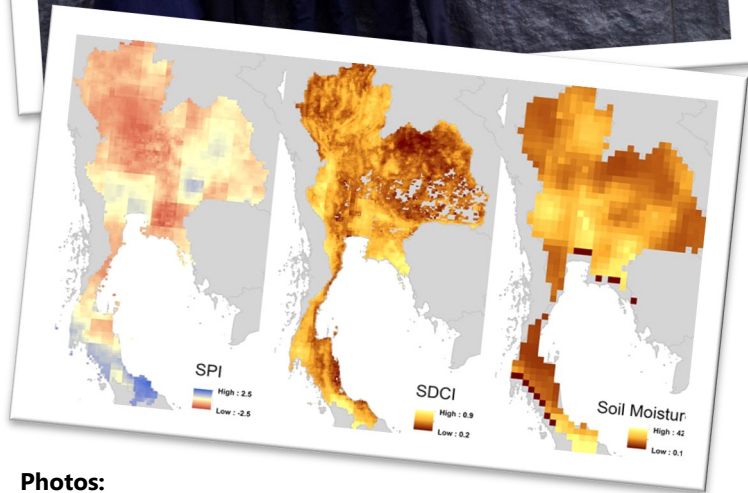 SPI
High : 2.5
Low : -2.5
SDCI
High : 0.9
Low : 0.2
Soil Moistur
High : 42
Low : 0.1
Photos: